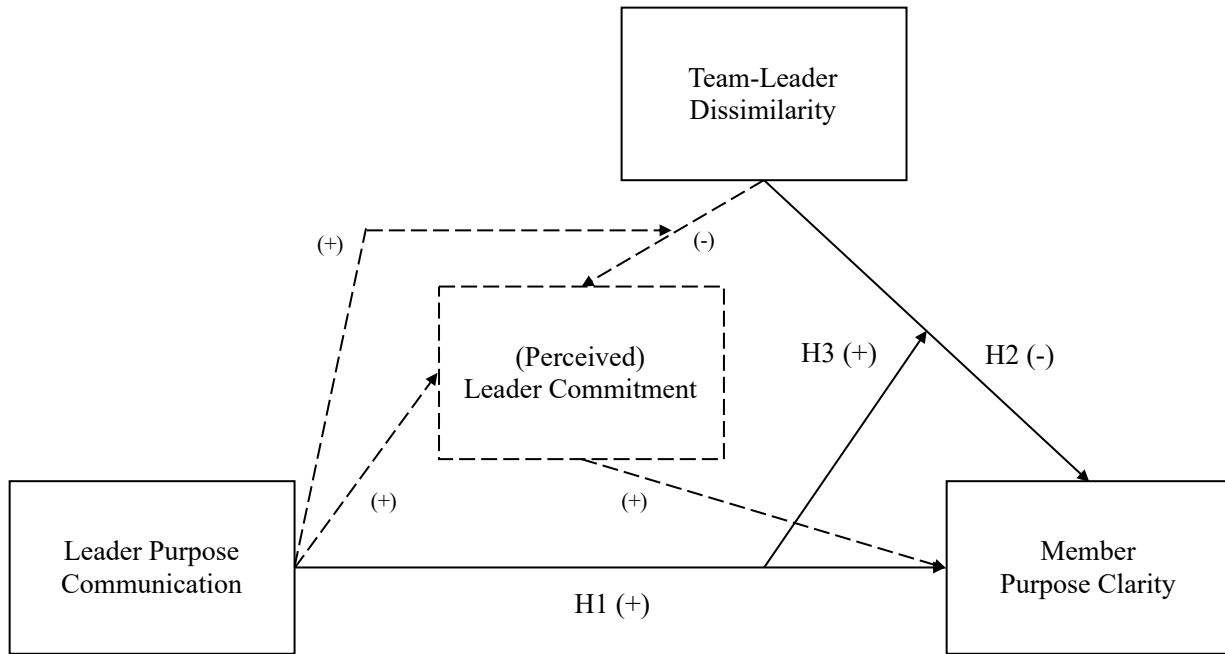 Team-Leader
Dissimilarity
(+)
(-)
(Perceived)
Leader Commitment
H3 (+)
H2 (-)
(+)
(+)
Leader Purpose
Communication
Member
Purpose Clarity
H1 (+)